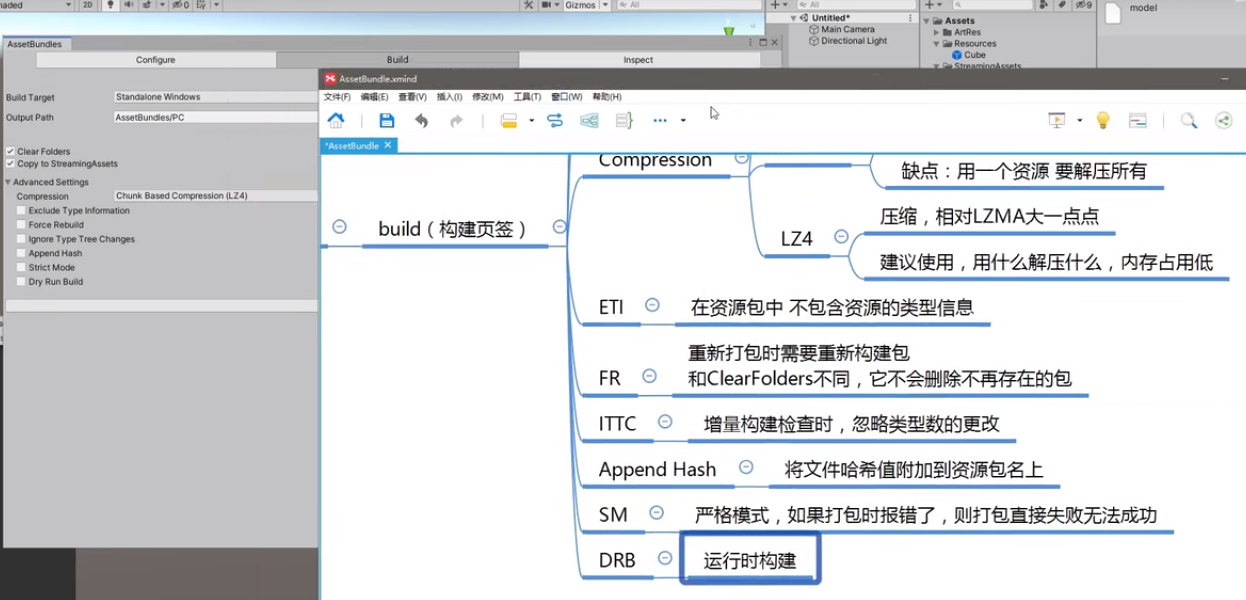 haded
2D
0
Gizmos
All
All
9
model
Untitled*
Main Camera
Directional Light
Assets
ArtRes
Resources
Cube
StreamingAssets
AssetBundles
Configure
Build
Inspect
Build Target
Standalone Windows
Output Path
AssetBundles/PC
Clear Folders
Copy to StreamingAssets
Advanced Settings
Compression
Chunk Based Compression (LZ4)
Exclude Type Information
Force Rebuild
Ignore Type Tree Changes
Append Hash
Strict Mode
Dry Run Build
AssetBundle.xmind
文件(F) 编辑(E) 查看(V) 插入(I) 修改(M) 工具(T) 窗口(W) 帮助(H)
*AssetBundle
build（构建页签）
Compression
缺点：用一个资源 要解压所有
LZ4
压缩，相对LZMA大一点点
建议使用，用什么解压什么，内存占用低
ETI
在资源包中 不包含资源的类型信息
FR
重新打包时需要重新构建包
和ClearFolders不同，它不会删除不再存在的包
ITTC
增量构建检查时，忽略类型数的更改
Append Hash
将文件哈希值附加到资源包名上
SM
严格模式，如果打包时报错了，则打包直接失败无法成功
DRB
运行时构建